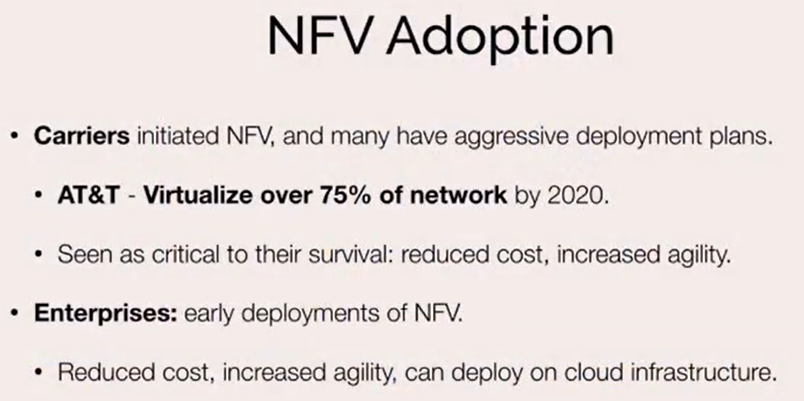 NFV Adoption
• Carriers initiated NFV, and many have aggressive deployment plans.
• AT&T - Virtualize over 75% of network by 2020.
• Seen as critical to their survival: reduced cost, increased agility.
• Enterprises: early deployments of NFV.
• Reduced cost, increased agility, can deploy on cloud infrastructure.